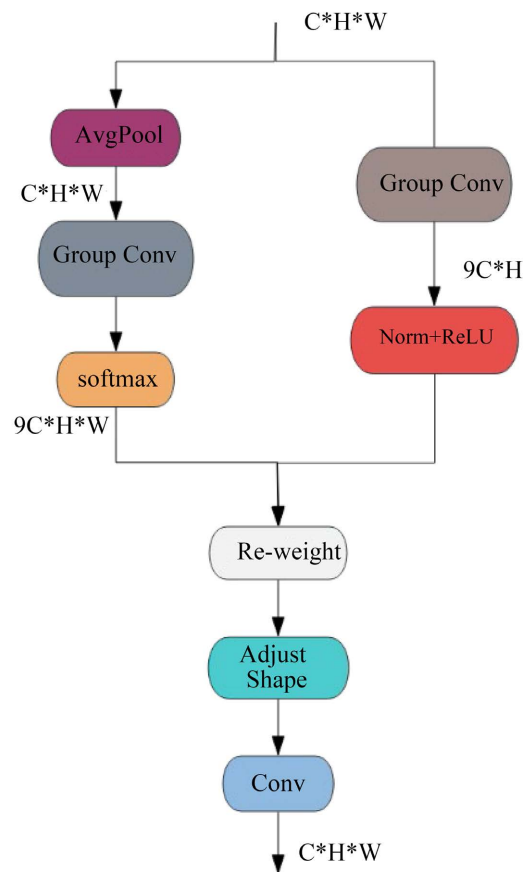 C*H*W
AvgPool
C*H*W
Group Conv
softmax
9C*H*W
Group Conv
9C*H
Norm+ReLU
Re-weight
Adjust
Shape
Conv
C*H*W